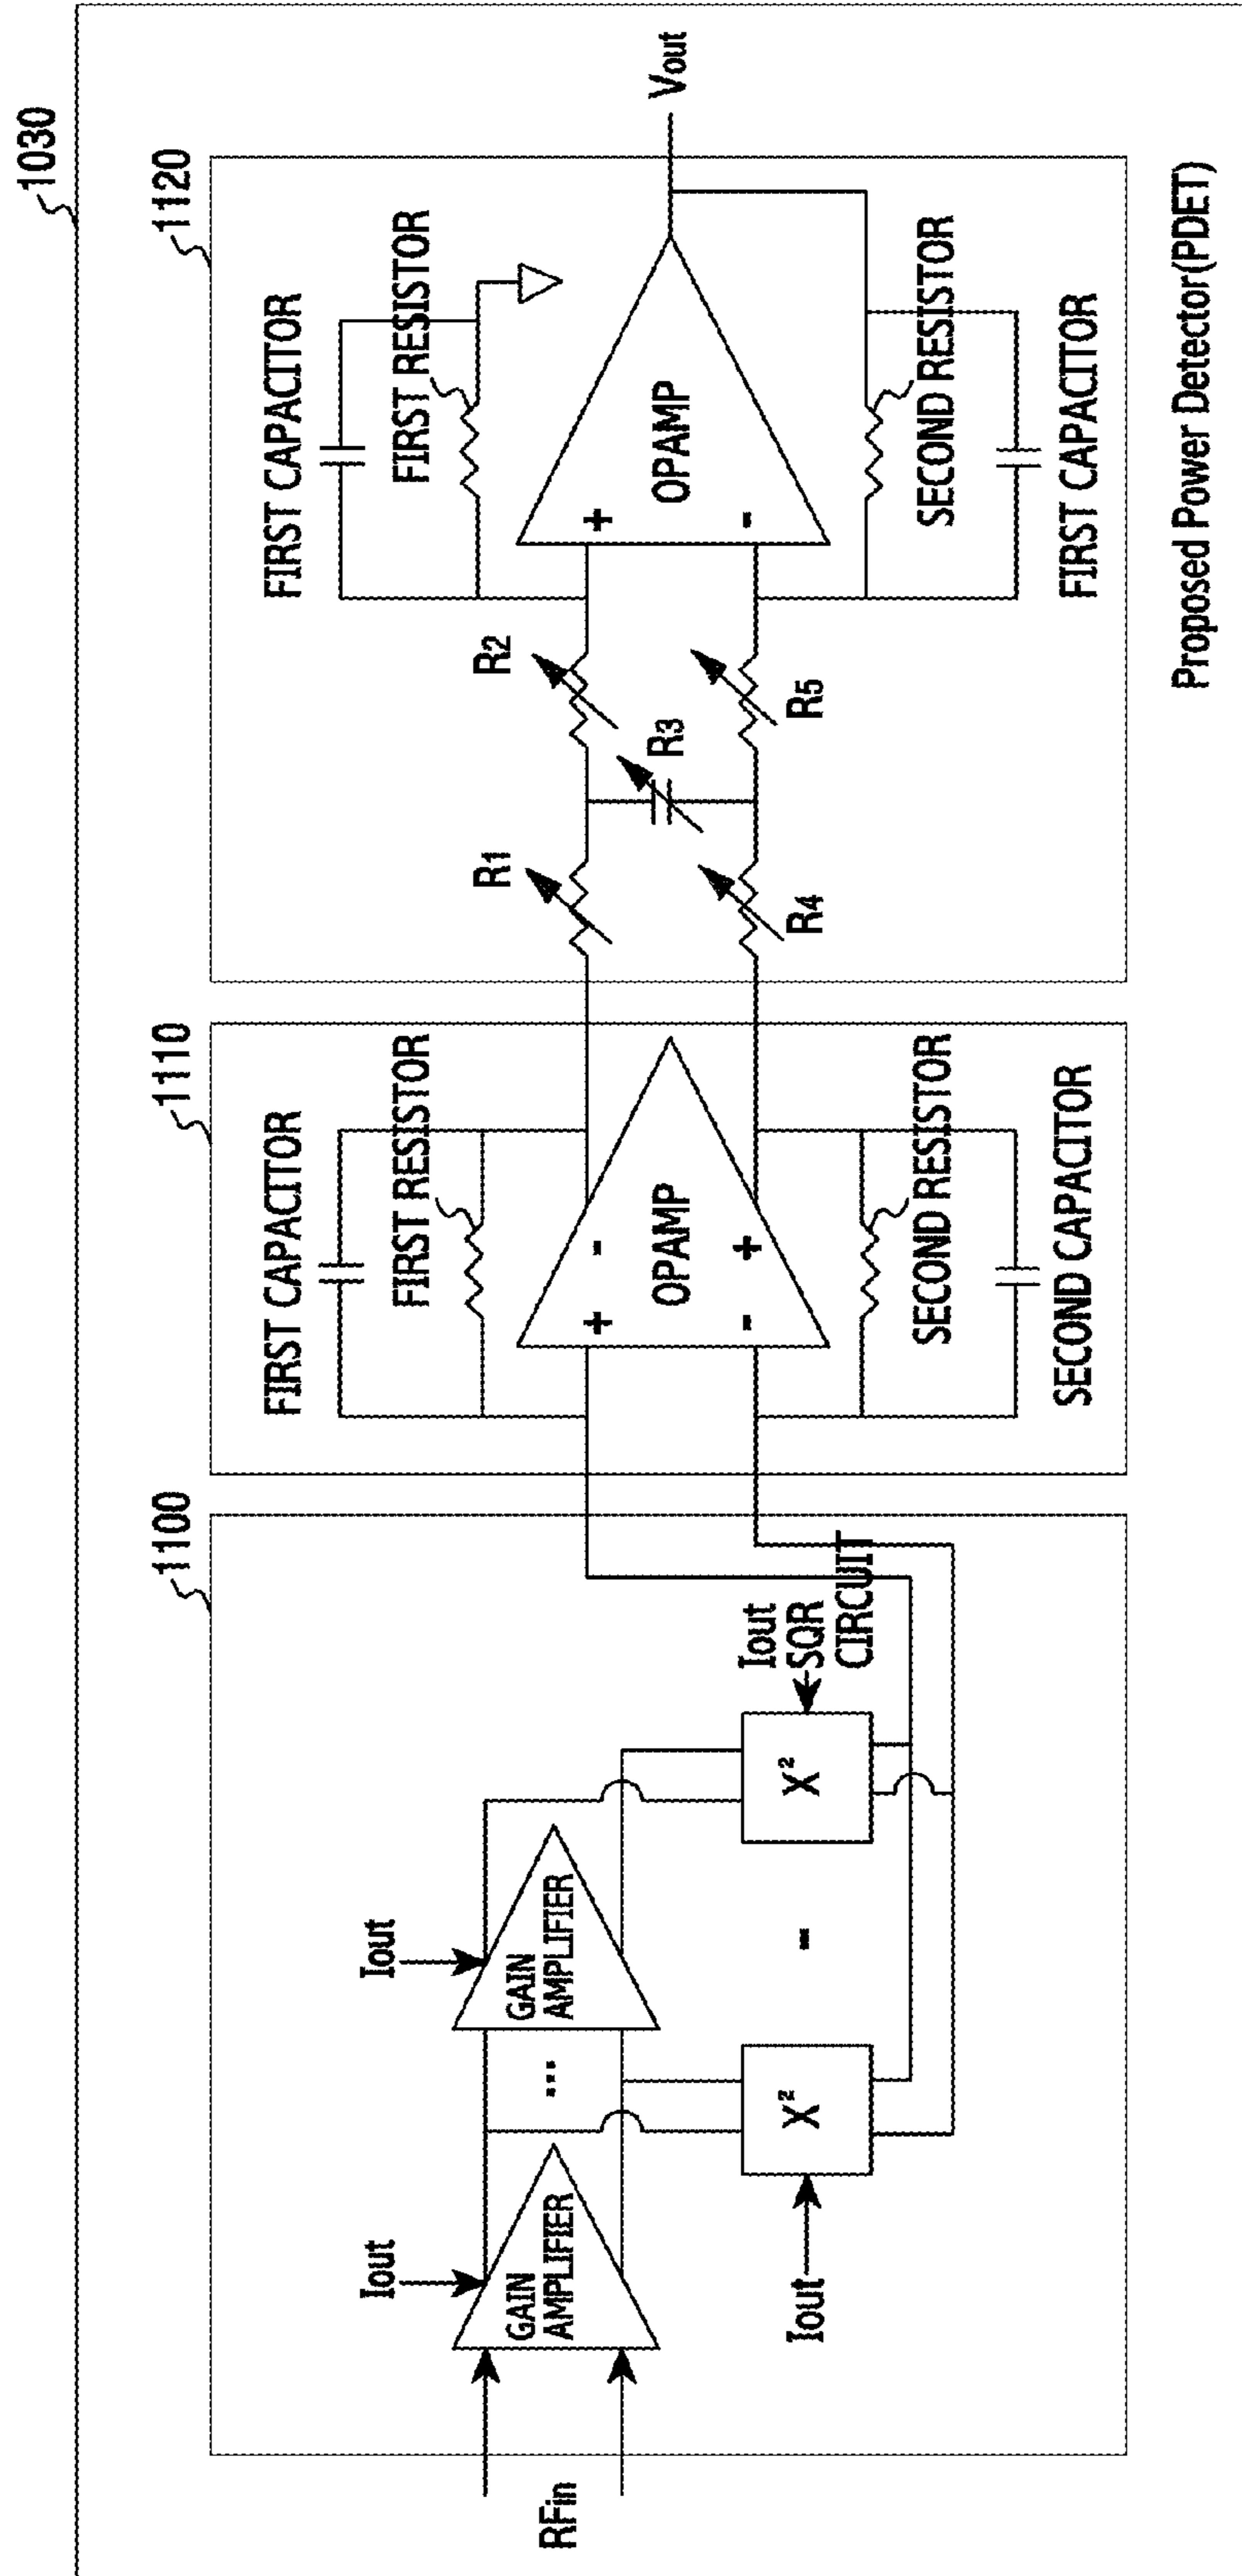 1030
1100
1110
1120
RFin
Iout
GAIN
AMPLIFIER
...
Iout
GAIN
AMPLIFIER
Iout
X²
-
X²
Iout
SQR
CIRCUIT
FIRST CAPACITOR
FIRST RESISTOR
+
-
OPAMP
-
+
SECOND RESISTOR
SECOND CAPACITOR
R1
R2
R3
R4
R5
FIRST CAPACITOR
FIRST RESISTOR
+
OPAMP
-
SECOND RESISTOR
FIRST CAPACITOR
Vout
Proposed Power Detector(PDET)